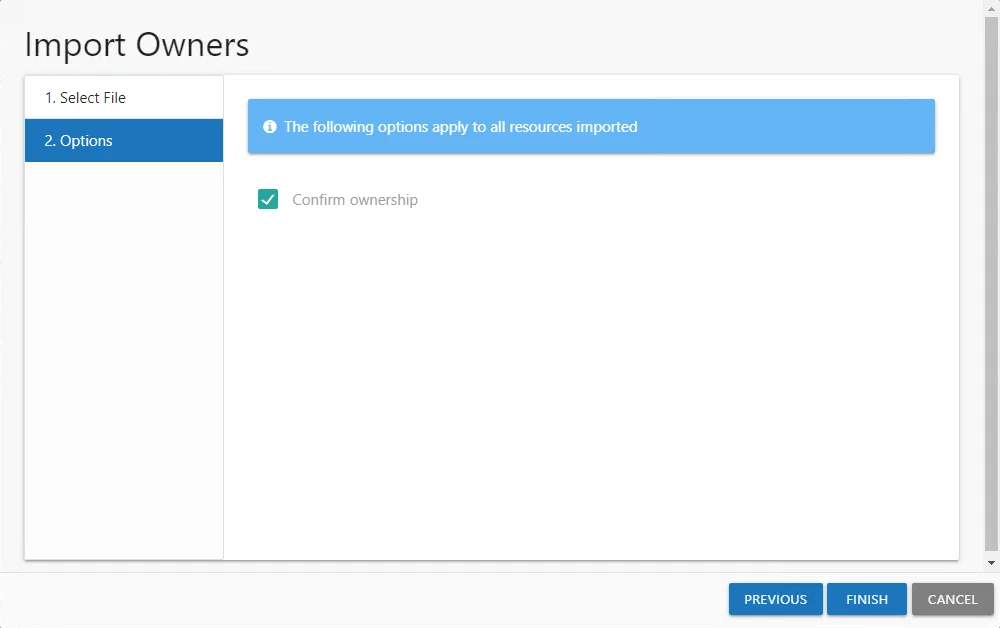 Import Owners
1. Select File
2. Options
The following options apply to all resources imported
Confirm ownership
PREVIOUS
FINISH
CANCEL